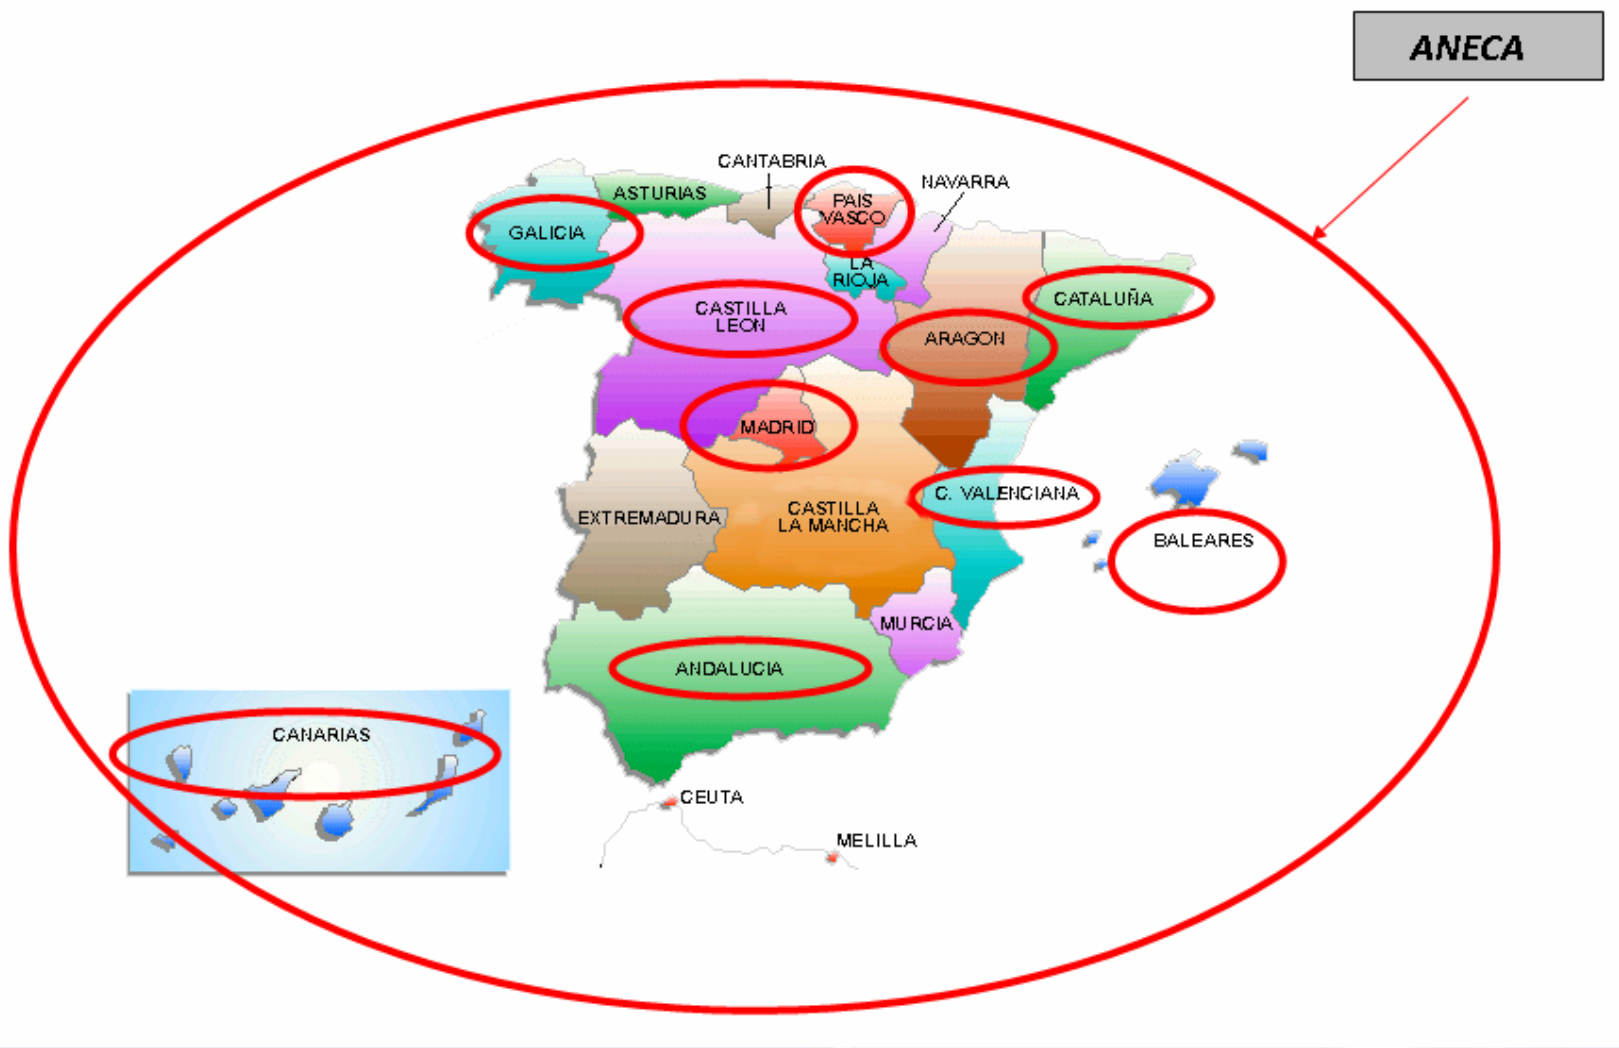 ANECA
CANTABRIA
ASTURIAS
PAIS
VASCO
NAVARRA
GALICIA
LA
RIOJA
CASTILLA
LEON
CATALUÑA
ARAGON
MADRID
C. VALENCIANA
EXTREMADURA
CASTILLA
LA MANCHA
BALEARES
MURCIA
ANDALUCIA
CANARIAS
CEUTA
MELILLA